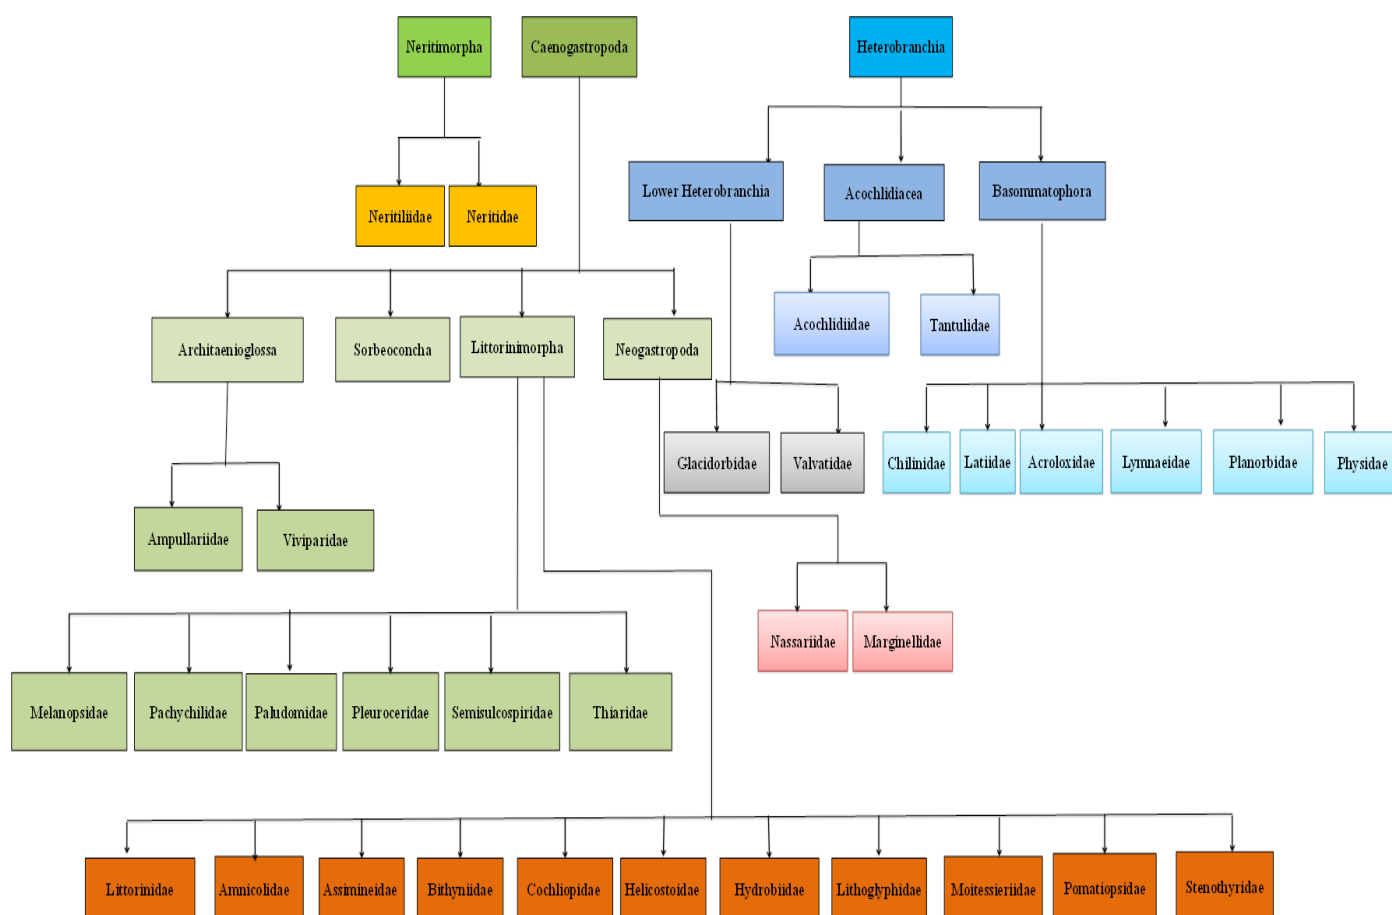 Neritimorpha
Caenogastropoda
Heterobranchia
Lower Heterobranchia
Acochlidiacea
Basommatophora
Neritiliidae
Neritidae
Acochlidiidae
Tantulidae
Architaenioglossa
Sorbeoconcha
Littorinimorpha
Neogastropoda
Glacidorbidae
Valvatidae
Chilinidae
Latiidae
Acroloxidae
Lymnaeidae
Planorbidae
Physidae
Ampullariidae
Viviparidae
Nassariidae
Marginellidae
Melanopsidae
Pachychilidae
Paludomidae
Pleuroceridae
Semisulcospiridae
Thiaridae
Littorinidae
Amnicolidae
Assimineidae
Bithyniidae
Cochliopidae
Helicostoidae
Hydrobiidae
Lithoglyphidae
Moitessieriidae
Pomatiopsidae
Stenothyridae